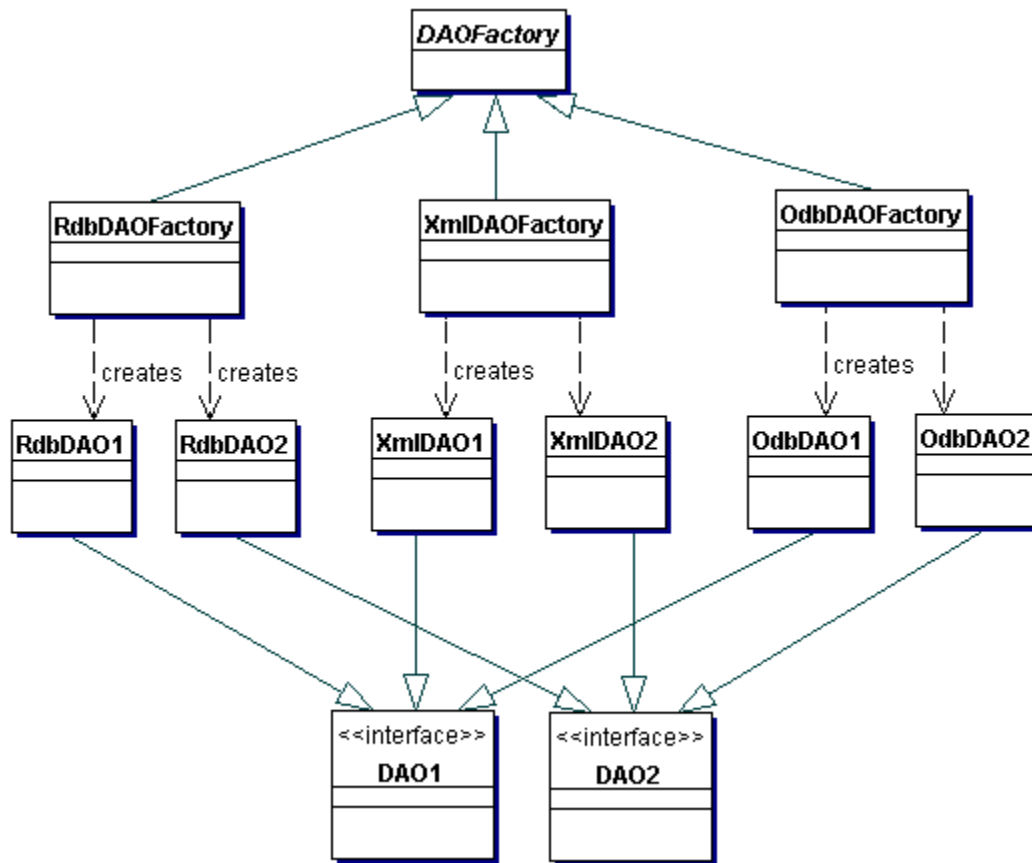 DAOFactory
RdbDAOFactory
XmlDAOFactory
OdbDAOFactory
creates
creates
creates
creates
RdbDAO1
RdbDAO2
XmlDAO1
XmlDAO2
OdbDAO1
OdbDAO2
<<interface>>
DAO1
<<interface>>
DAO2